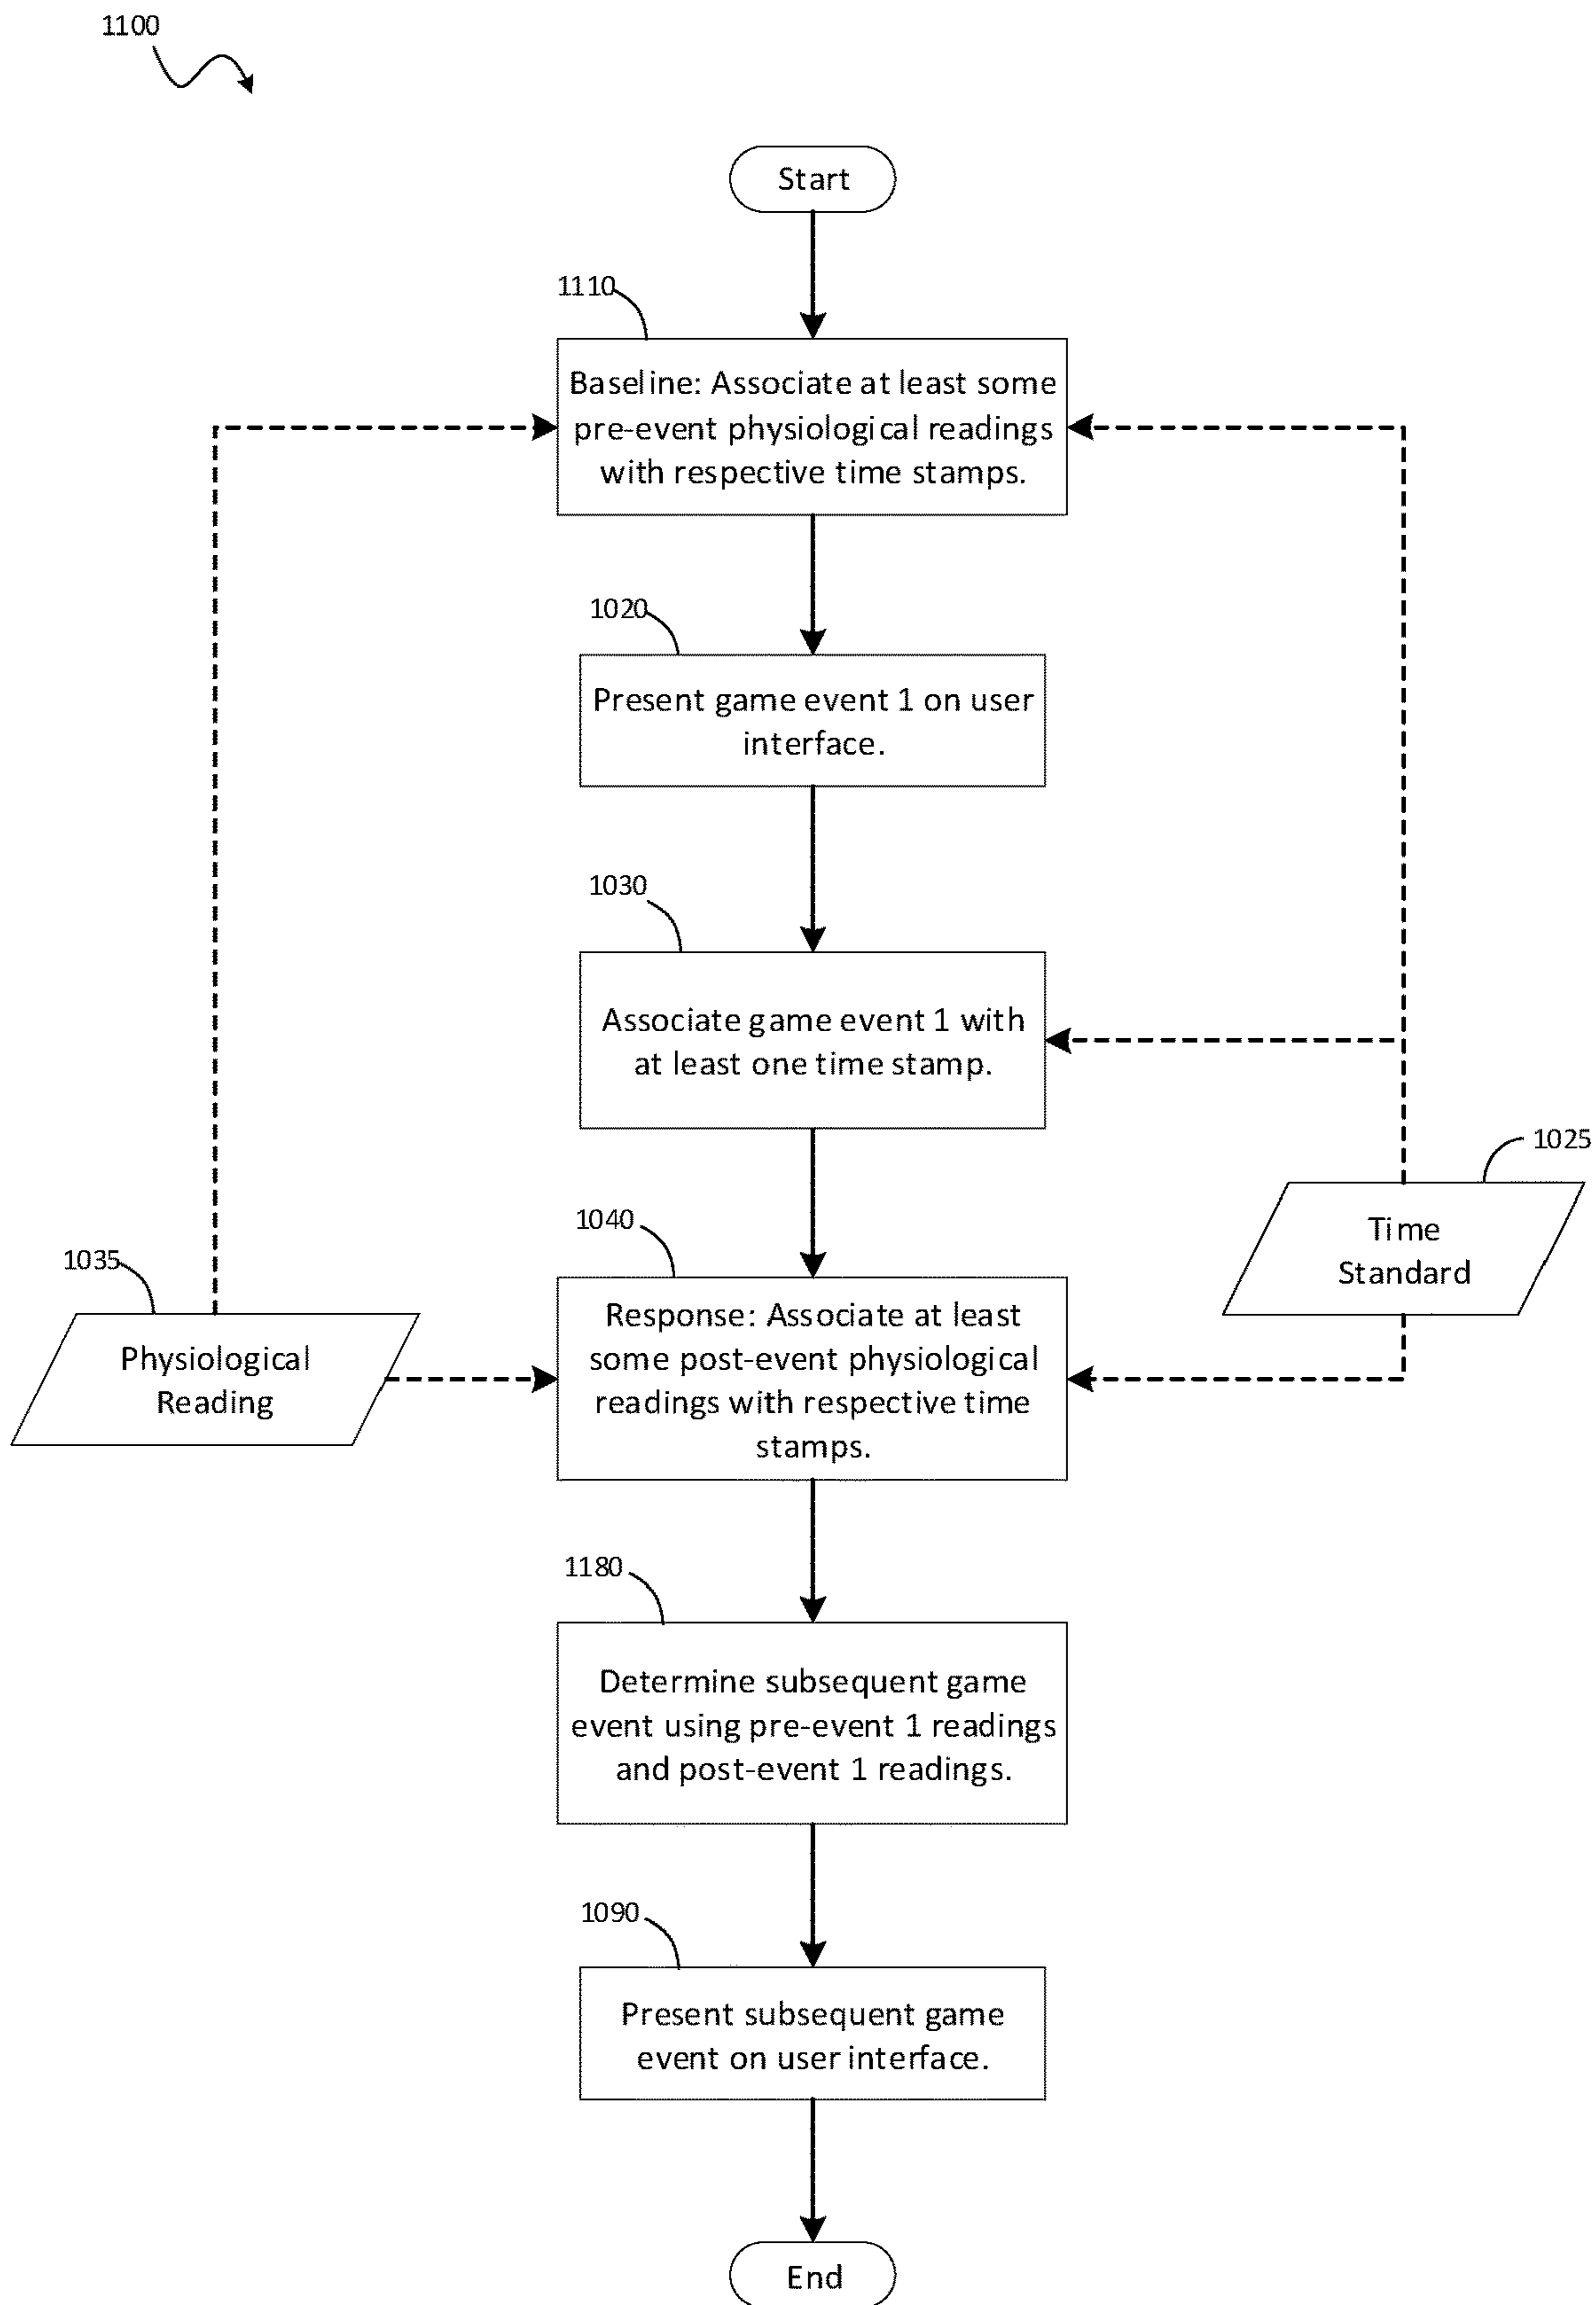 1100
Start
1110
Baseline: Associate at least some
pre-event physiological readings
with respective time stamps.
1020
Present game event 1 on user
interface.
1030
Associate game event 1 with
at least one time stamp.
1025
Time
Standard
1040
Response: Associate at least
some post-event physiological
readings with respective time
stamps.
1035
Physiological
Reading
1180
Determine subsequent game
event using pre-event 1 readings
and post-event 1 readings.
1090
Present subsequent game
event on user interface.
End